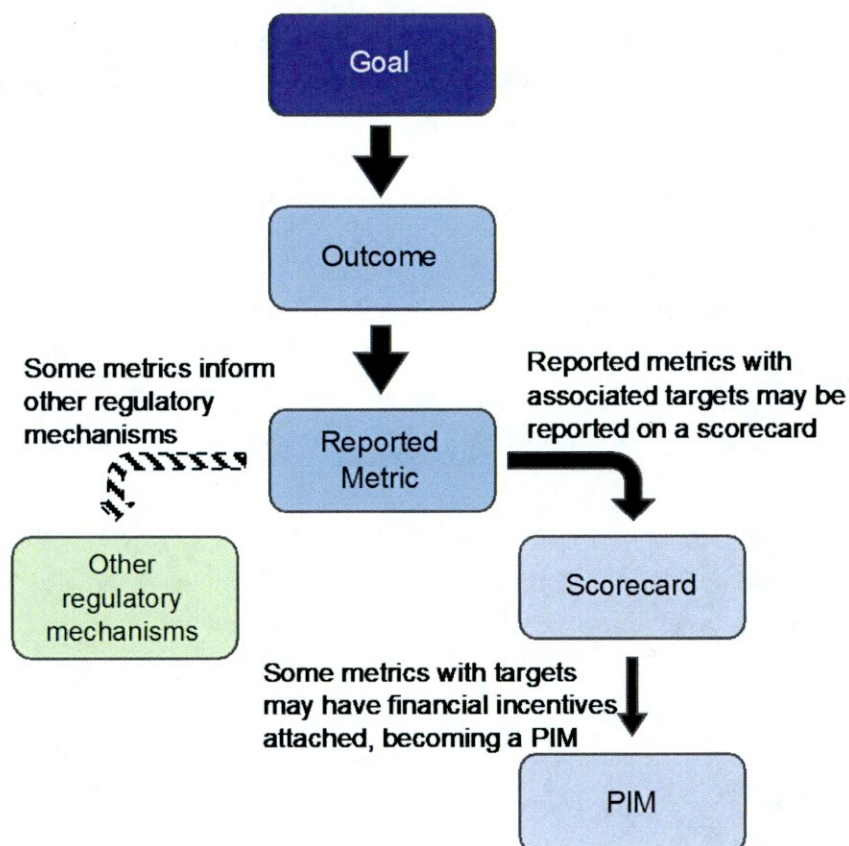 Goal
Outcome
Some metrics inform
other regulatory
mechanisms
Reported metrics with
associated targets may be
reported on a scorecard
Reported
Metric
Other
regulatory
mechanisms
Scorecard
Some metrics with targets
may have financial incentives
attached, becoming a PIM
PIM